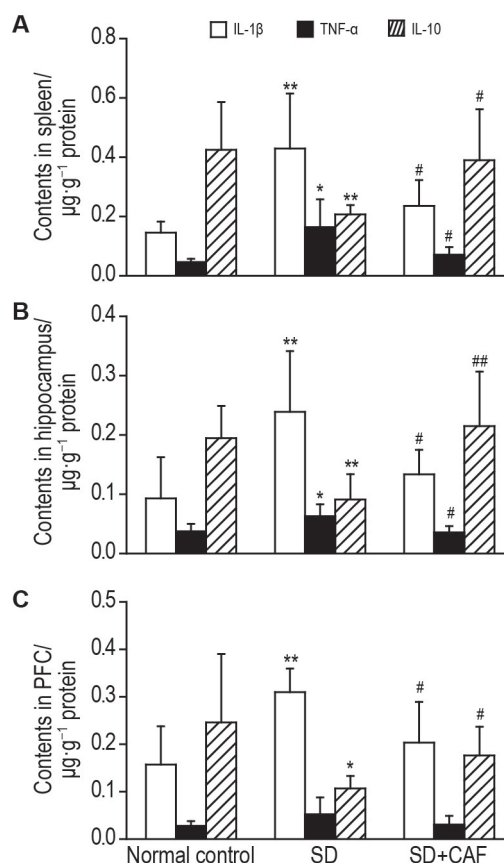 A
IL-1β TNF-α IL-10
Contents in spleen/
µg·g⁻¹ protein
0.8
0.6
0.4
0.2
0.0
** * **
# # #
B
Contents in hippocampus/
µg·g⁻¹ protein
0.4
0.3
0.2
0.1
0.0
** * **
# # ##
C
Contents in PFC/
µg·g⁻¹ protein
0.5
0.4
0.3
0.2
0.1
0.0
** *
# #
Normal control SD SD+CAF